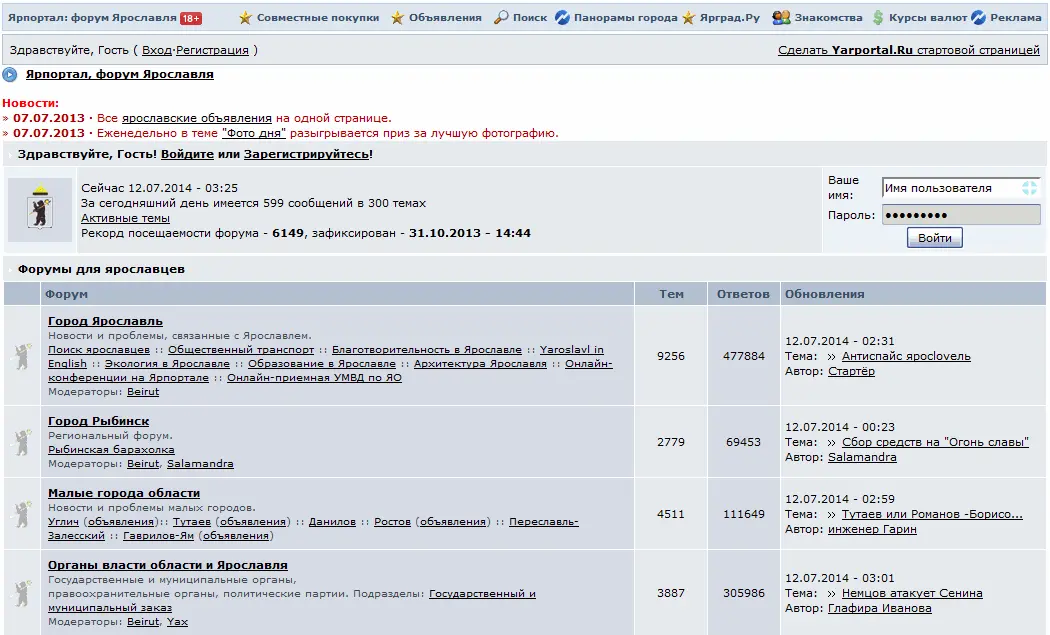 Ярпортал: форум Ярославля 18+ Совместные покупки Объявления Поиск Панорамы города Ярград.Ру Знакомства Курсы валют Реклама
Здравствуйте, Гость ( Вход·Регистрация ) Сделать Yarportal.Ru стартовой страницей
Ярпортал, форум Ярославля
Новости:
» 07.07.2013 · Все ярославские объявления на одной странице.
» 07.07.2013 · Еженедельно в теме "Фото дня" разыгрывается приз за лучшую фотографию.
Здравствуйте, Гость! Войдите или Зарегистрируйтесь!
Сейчас 12.07.2014 - 03:25
За сегодняшний день имеется 599 сообщений в 300 темах
Активные темы
Рекорд посещаемости форума - 6149, зафиксирован - 31.10.2013 - 14:44
Ваше
имя: Имя пользователя
Пароль: •••••••••
Войти
Форумы для ярославцев
Форум Тем Ответов Обновления
Город Ярославль
Новости и проблемы, связанные с Ярославлем.
Поиск ярославцев :: Общественный транспорт :: Благотворительность в Ярославле :: Yaroslavl in
English :: Экология в Ярославле :: Образование в Ярославле :: Архитектура Ярославля :: Онлайн-
конференции на Ярпортале :: Онлайн-приемная УМВД по ЯО
Модераторы: Beirut
9256 477884
12.07.2014 - 02:31
Тема: » Антиспайс яросlovель
Автор: Стартёр
Город Рыбинск
Региональный форум.
Рыбинская барахолка
Модераторы: Beirut, Salamandra
2779 69453
12.07.2014 - 00:23
Тема: » Сбор средств на "Огонь славы"
Автор: Salamandra
Малые города области
Новости и проблемы малых городов.
Углич (объявления):: Тутаев (объявления) :: Данилов :: Ростов (объявления) :: Переславль-
Залесский :: Гаврилов-Ям (объявления)
4511 111649
12.07.2014 - 02:59
Тема: » Тутаев или Романов -Борисо...
Автор: инженер Гарин
Органы власти области и Ярославля
Государственные и муниципальные органы,
правоохранительные органы, политические партии. Подразделы: Государственный и
муниципальный заказ
Модераторы: Beirut, Yax
3887 305986
12.07.2014 - 03:01
Тема: » Немцов атакует Сенина
Автор: Глафира Иванова